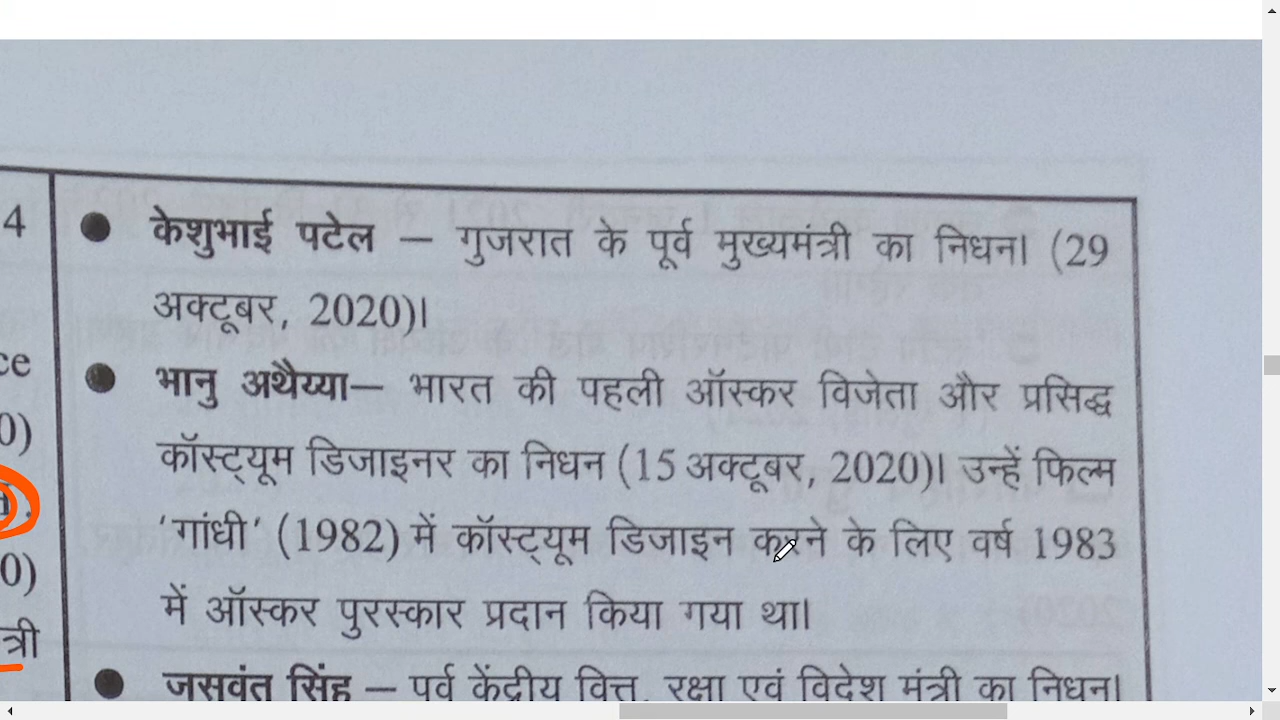 4
ce
0)
0)
त्री
● केशुभाई पटेल – गुजरात के पूर्व मुख्यमंत्री का निधन। (29
अक्टूबर, 2020)।
● भानु अथैय्या– भारत की पहली ऑस्कर विजेता और प्रसिद्ध
कॉस्ट्यूम डिजाइनर का निधन (15 अक्टूबर, 2020)। उन्हें फिल्म
'गांधी' (1982) में कॉस्ट्यूम डिजाइन करने के लिए वर्ष 1983
में ऑस्कर पुरस्कार प्रदान किया गया था।
● जसवंत सिंह – पूर्व केंद्रीय वित्त, रक्षा एवं विदेश मंत्री का निधन।